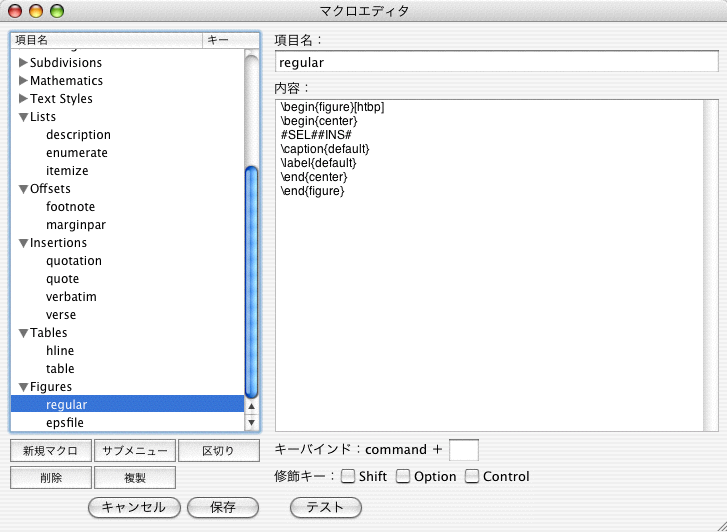 マクロエディタ
項目名 キー
Subdivisions
Mathematics
Text Styles
Lists
description
enumerate
itemize
Offsets
footnote
marginpar
Insertions
quotation
quote
verbatim
verse
Tables
hline
table
Figures
regular
epsfile
新規マクロ サブメニュー 区切り
削除 複製
キャンセル 保存
項目名：
regular
内容：
\begin{figure}[htbp]
\begin{center}
#SEL##INS#
\caption{default}
\label{default}
\end{center}
\end{figure}
キーバインド：command +
修飾キー： Shift Option Control
テスト